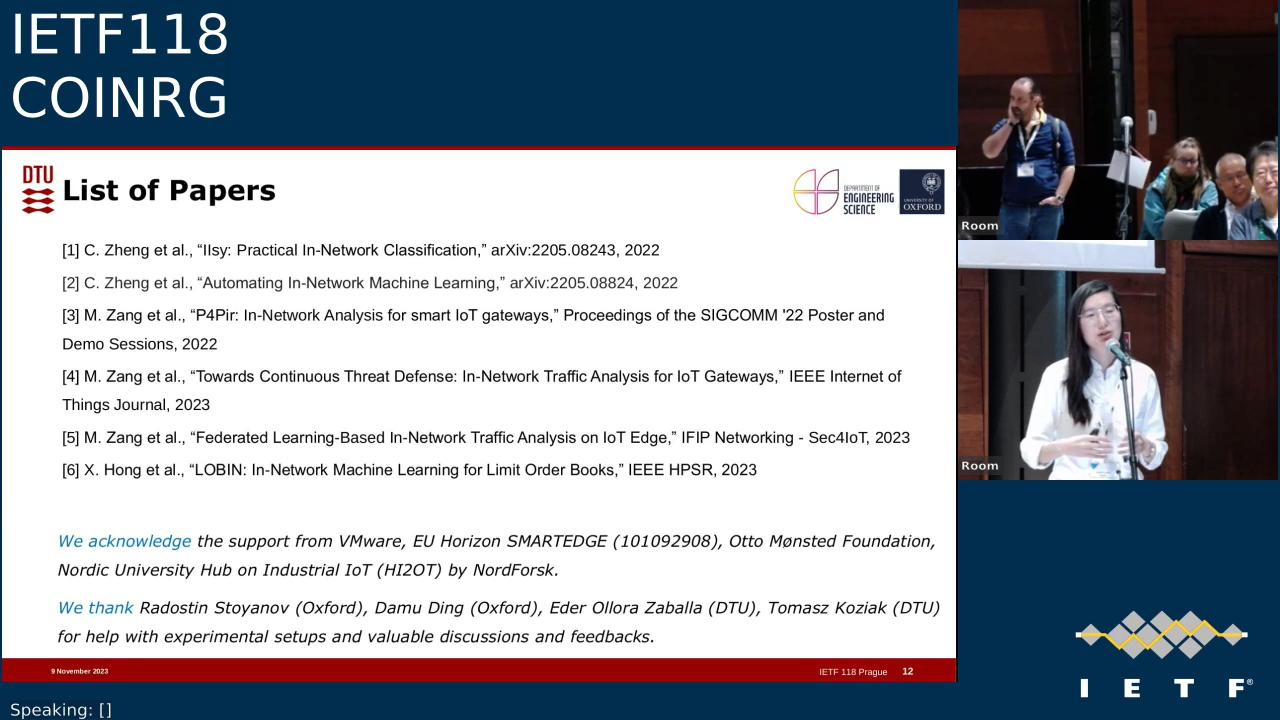 IETF118
COINRG
DTU
List of Papers
DEPARTMENT OF
ENGINEERING
SCIENCE
UNIVERSITY OF
OXFORD
[1] C. Zheng et al., “IIsy: Practical In-Network Classification,” arXiv:2205.08243, 2022
[2] C. Zheng et al., “Automating In-Network Machine Learning,” arXiv:2205.08824, 2022
[3] M. Zang et al., “P4Pir: In-Network Analysis for smart IoT gateways,” Proceedings of the SIGCOMM '22 Poster and
Demo Sessions, 2022
[4] M. Zang et al., “Towards Continuous Threat Defense: In-Network Traffic Analysis for IoT Gateways,” IEEE Internet of
Things Journal, 2023
[5] M. Zang et al., “Federated Learning-Based In-Network Traffic Analysis on IoT Edge,” IFIP Networking - Sec4IoT, 2023
[6] X. Hong et al., “LOBIN: In-Network Machine Learning for Limit Order Books,” IEEE HPSR, 2023
We acknowledge the support from VMware, EU Horizon SMARTEDGE (101092908), Otto Mønsted Foundation,
Nordic University Hub on Industrial IoT (HI2OT) by NordForsk.
We thank Radostin Stoyanov (Oxford), Damu Ding (Oxford), Eder Ollora Zaballa (DTU), Tomasz Koziak (DTU)
for help with experimental setups and valuable discussions and feedbacks.
9 November 2023
IETF 118 Prague 12
Room
Room
IETF®
Speaking: []